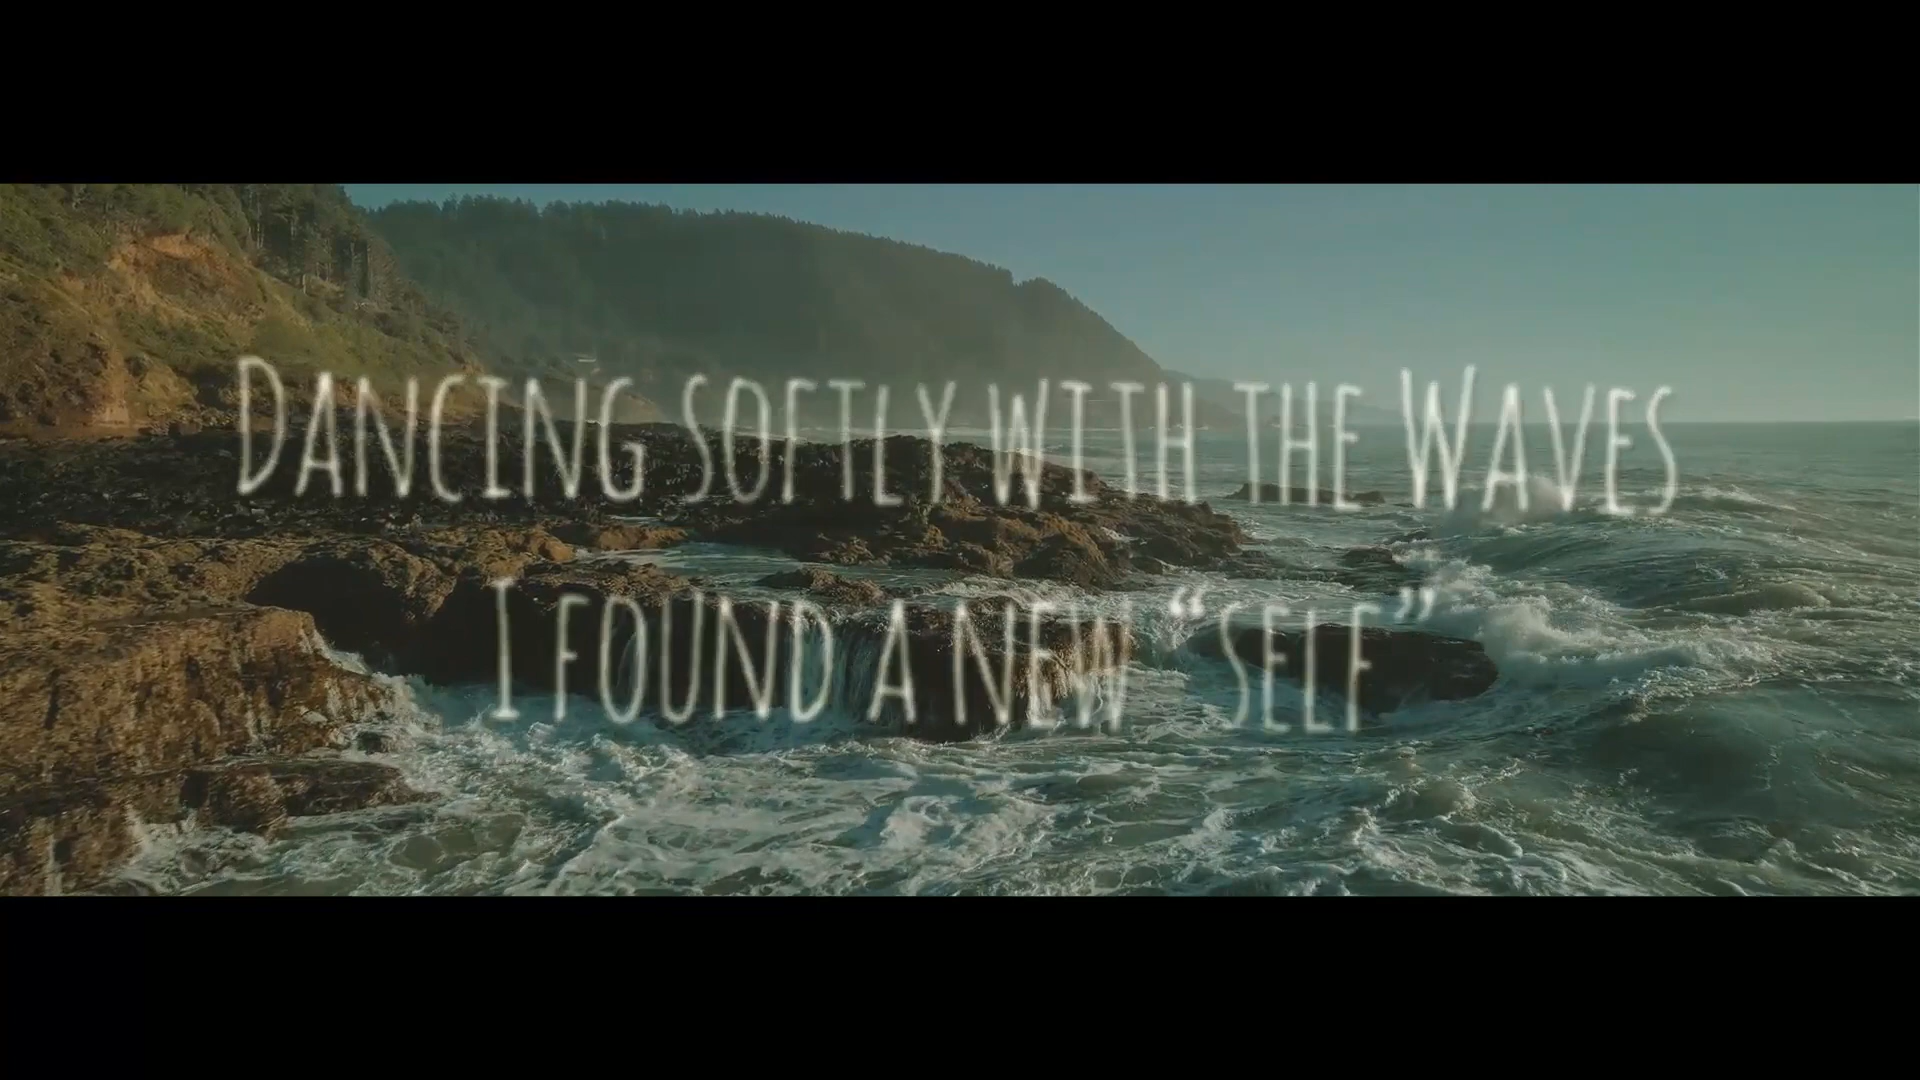 Dancing softly with the Waves
I found a new “self”